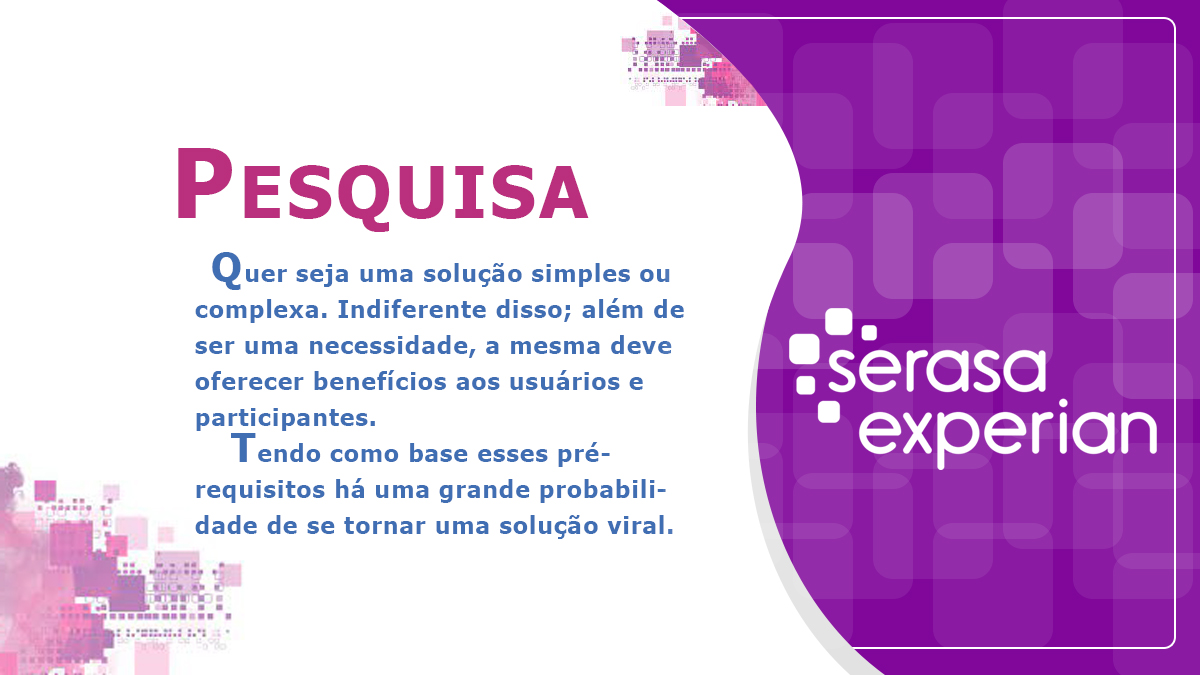 PESQUISA
Quer seja uma solução simples ou
complexa. Indiferente disso; além de
ser uma necessidade, a mesma deve
oferecer benefícios aos usuários e
participantes.
Tendo como base esses pré-
requisitos há uma grande probabili-
dade de se tornar uma solução viral.
serasa
experian